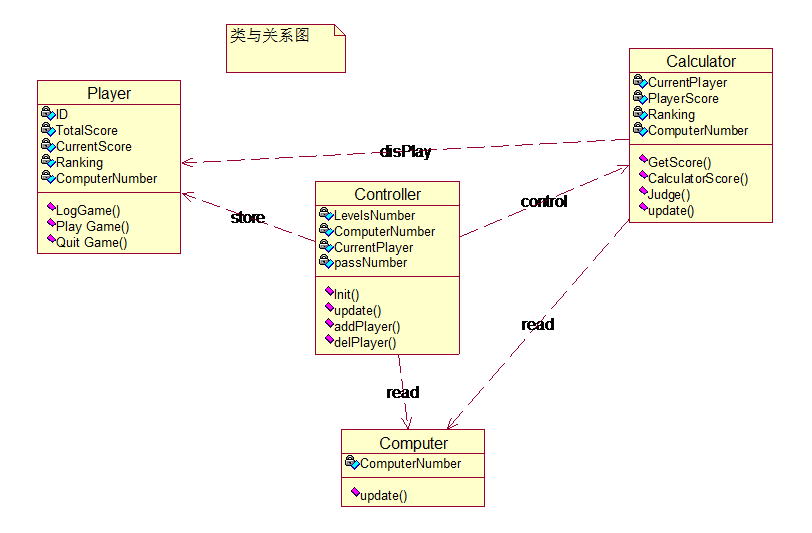 类与关系图
Player
ID
TotalScore
CurrentScore
Ranking
ComputerNumber
LogGame()
Play Game()
Quit Game()
Calculator
CurrentPlayer
PlayerScore
Ranking
ComputerNumber
GetScore()
CalculatorScore()
Judge()
update()
disPlay
store
control
Controller
LevelsNumber
ComputerNumber
CurrentPlayer
passNumber
Init()
update()
addPlayer()
delPlayer()
read
read
Computer
ComputerNumber
update()